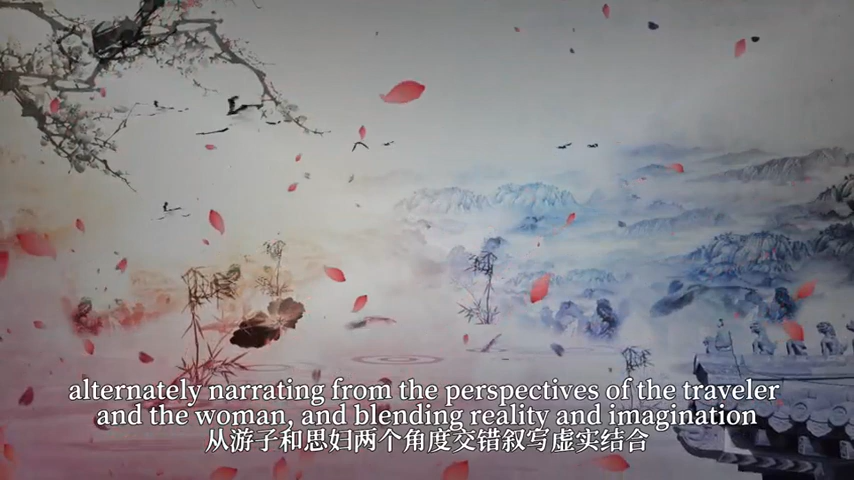 alternately narrating from the perspectives of the traveler
and the woman, and blending reality and imagination
从游子和思妇两个角度交错叙写虚实结合